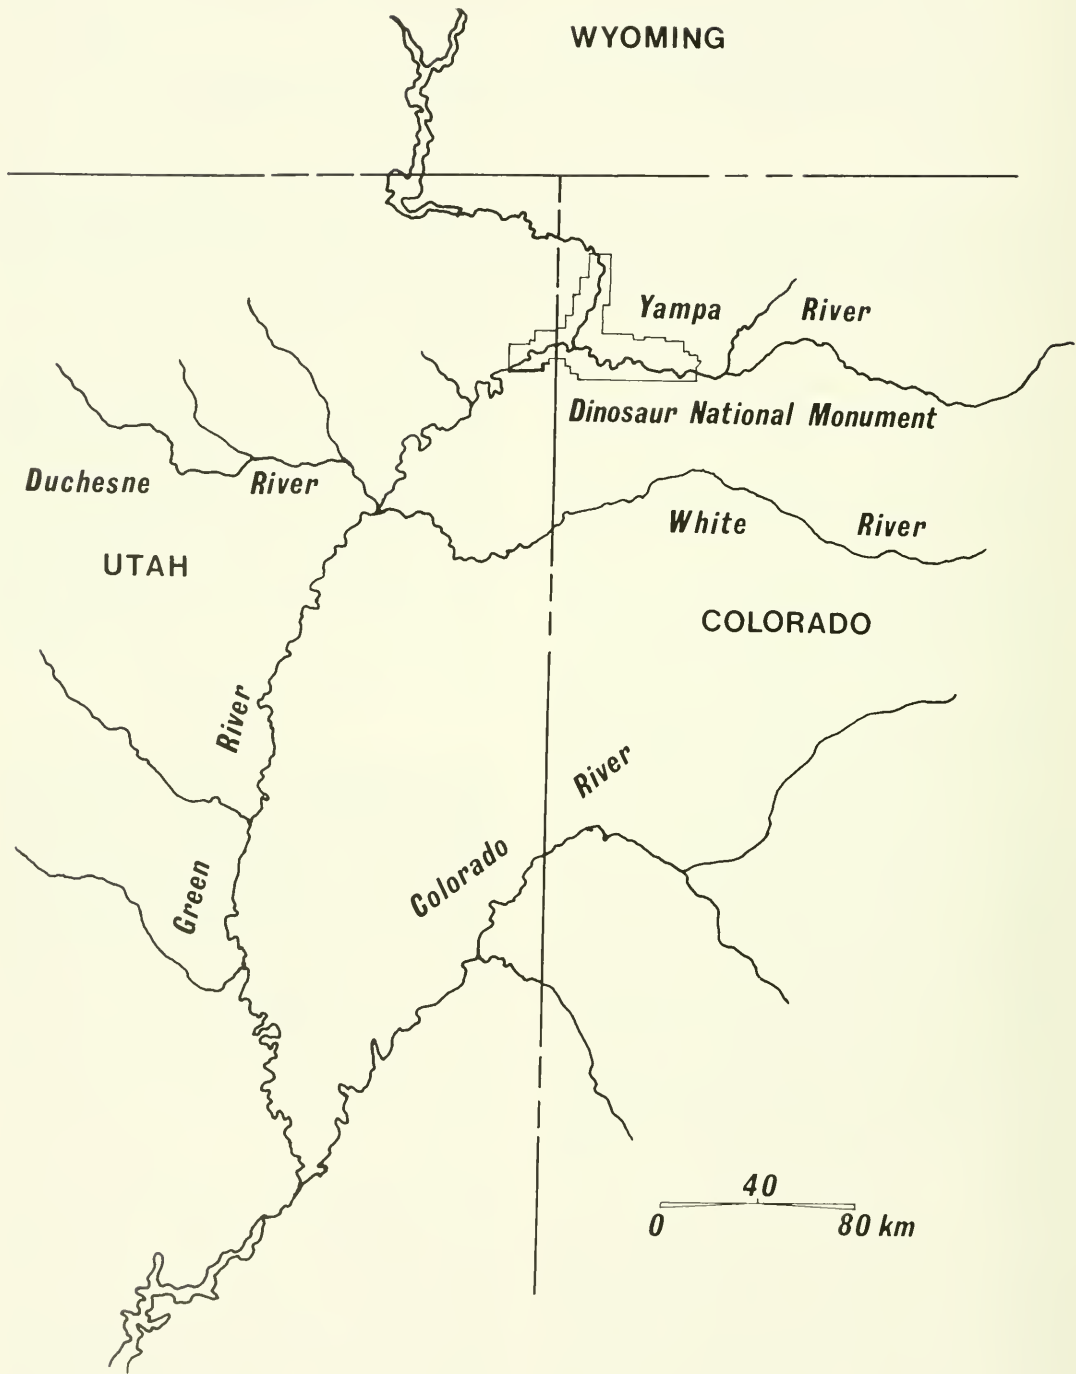 WYOMING
Yampa River
Dinosaur National Monument
Duchesne River
White River
UTAH
COLORADO
Green River
Colorado River
40
0 80 km